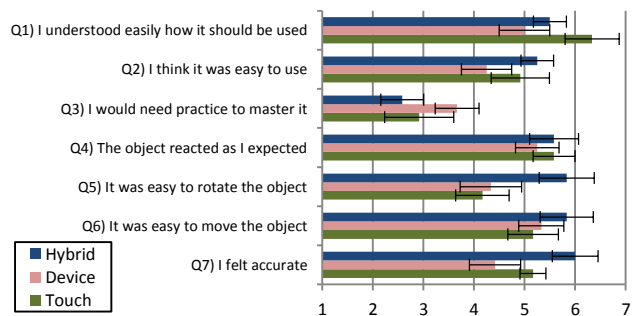 Q1) I understood easily how it should be used
Q2) I think it was easy to use
Q3) I would need practice to master it
Q4) The object reacted as I expected
Q5) It was easy to rotate the object
Q6) It was easy to move the object
Q7) I felt accurate
Hybrid
Device
Touch
1 2 3 4 5 6 7